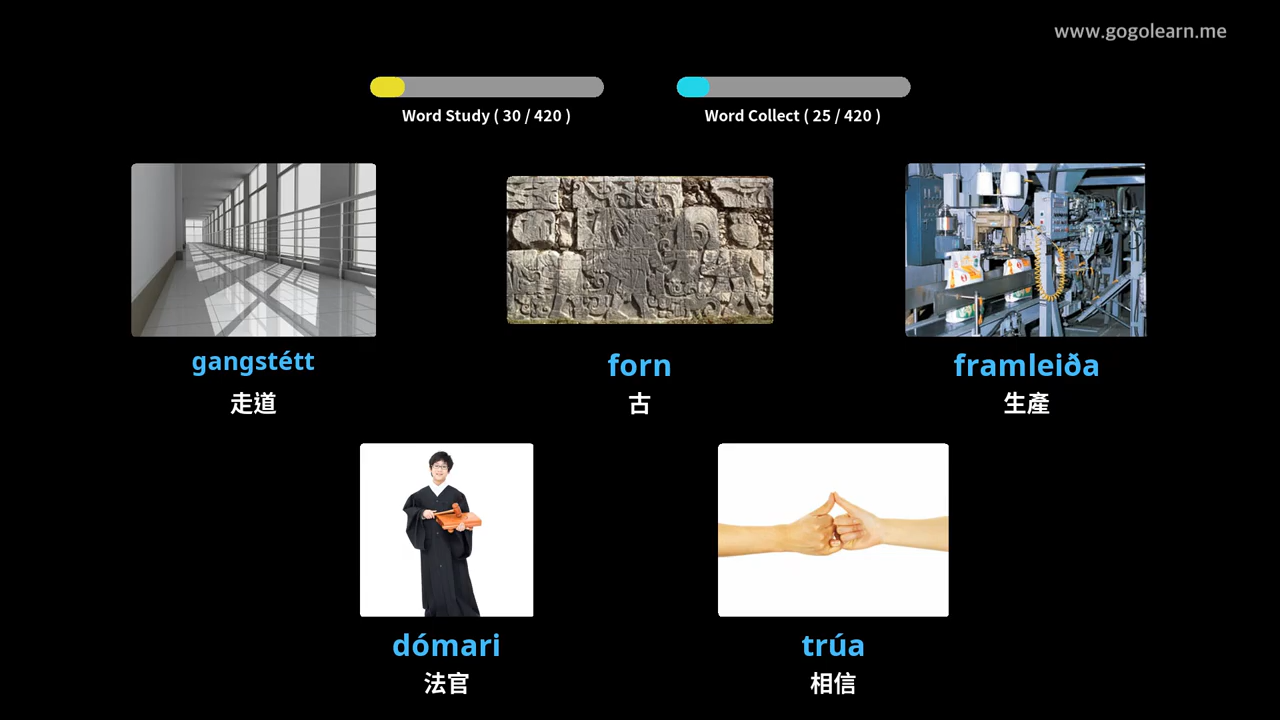 www.gogolearn.me
Word Study ( 30 / 420 )
Word Collect ( 25 / 420 )
gangstétt
走道
forn
古
framleiða
生產
dómari
法官
trúa
相信